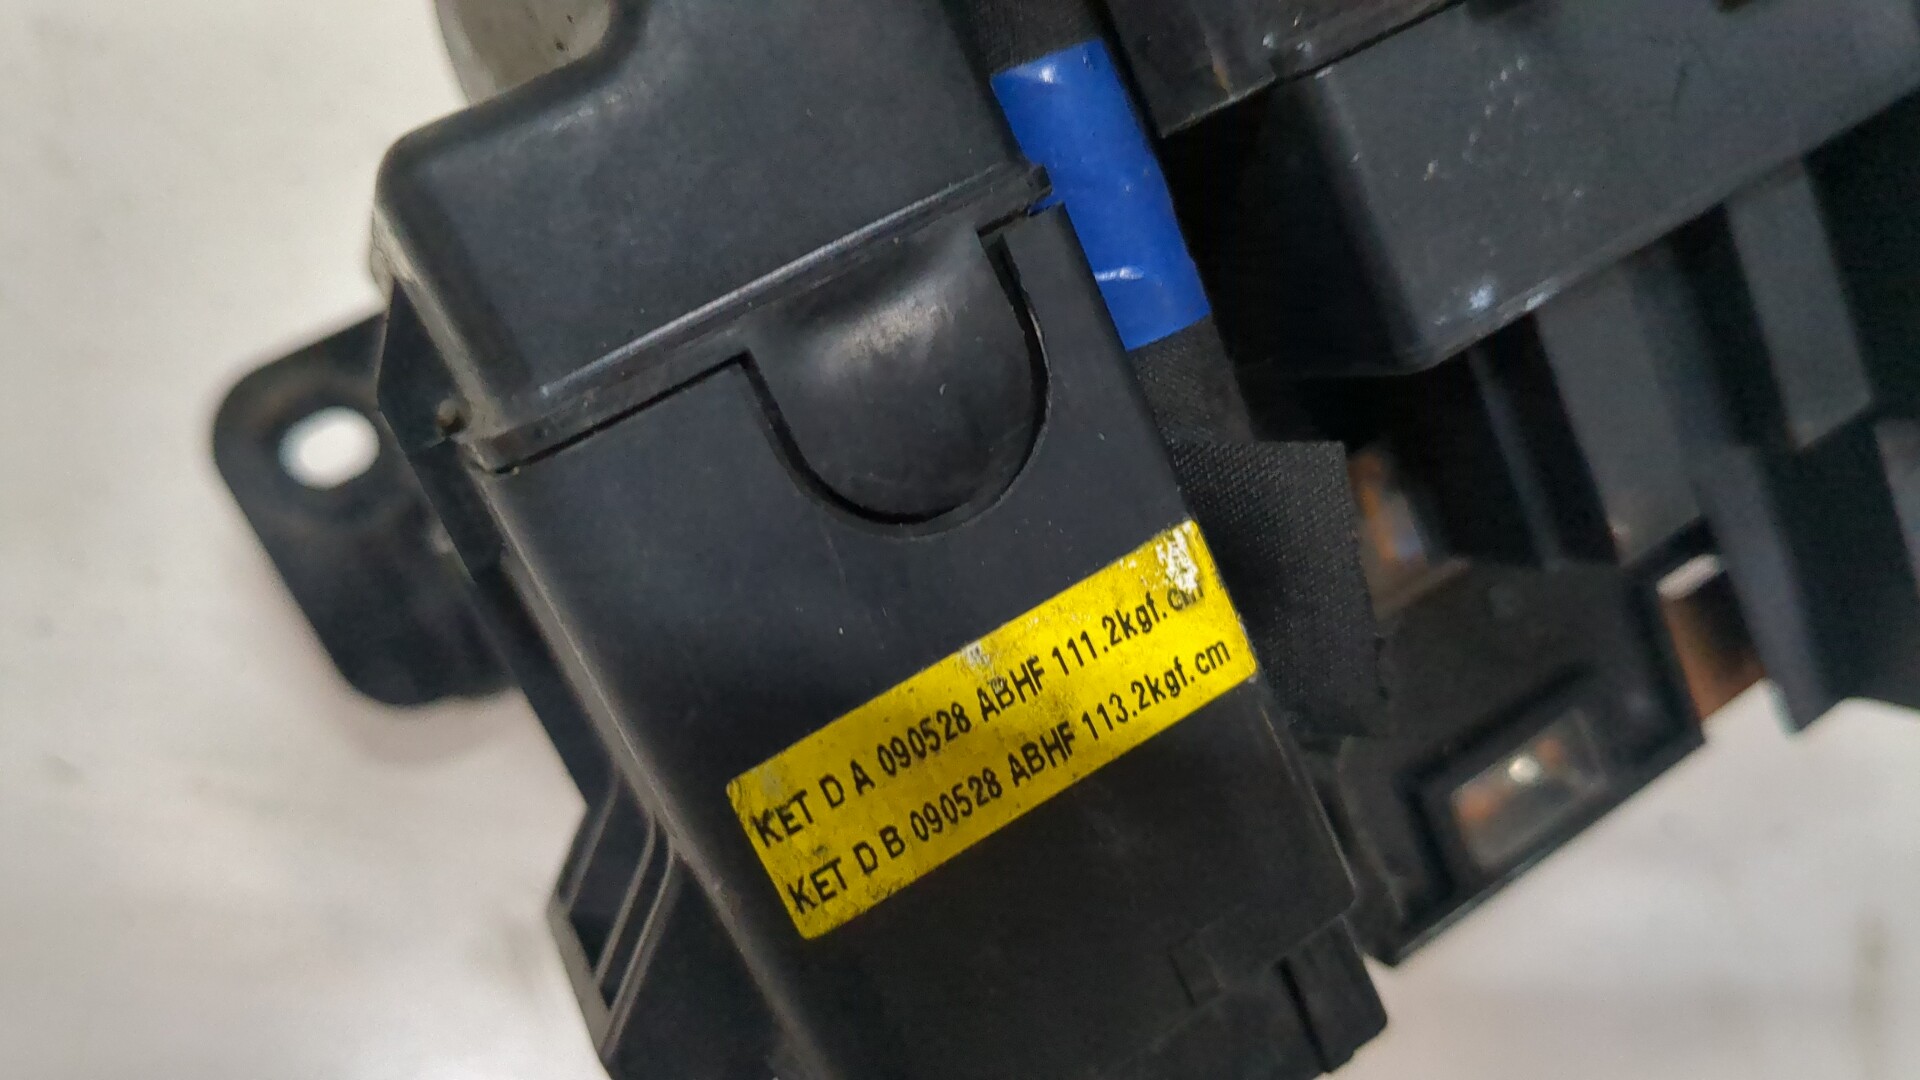 KET D A 090528 ABHF 111.2kgf.cm
KET D B 090528 ABHF 113.2kgf.cm